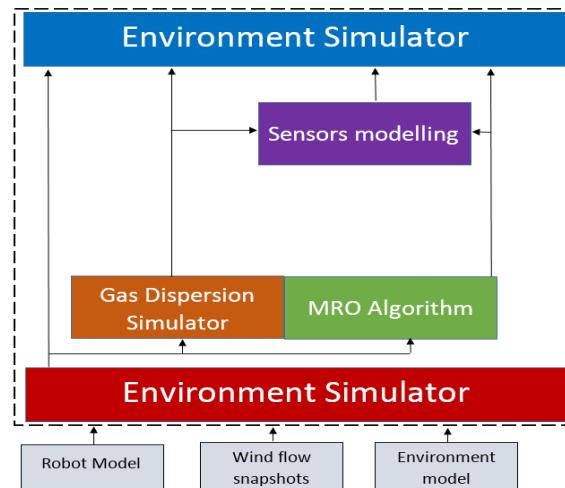 Environment Simulator
Sensors modelling
Gas Dispersion
Simulator
MRO Algorithm
Environment Simulator
Robot Model
Wind flow
snapshots
Environment
model